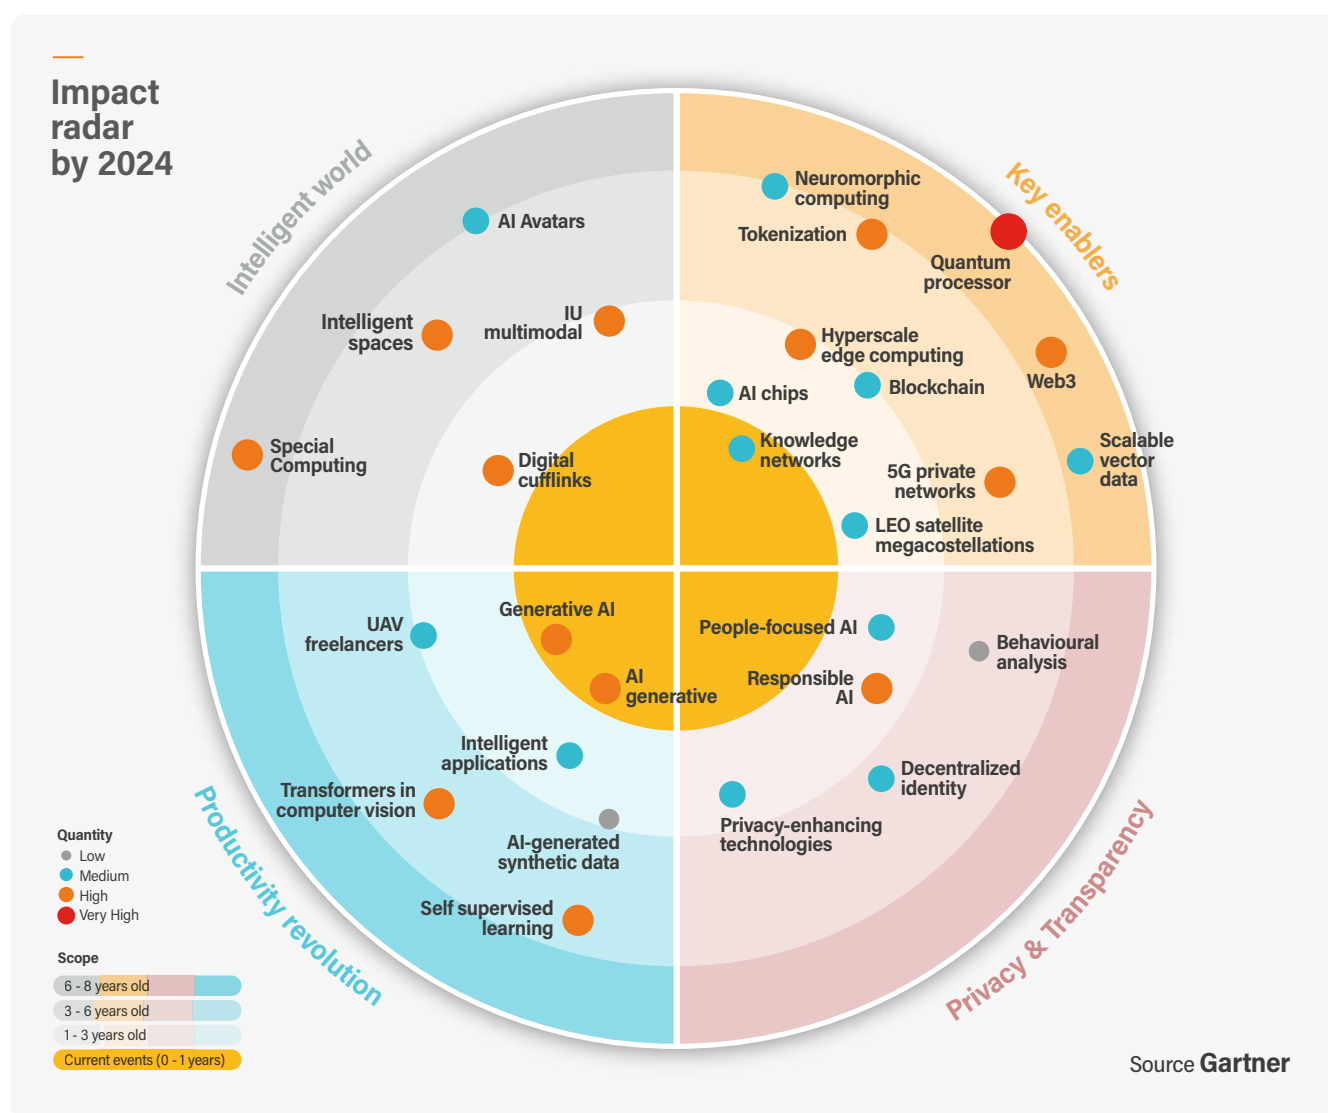 Impact
radar
by 2024
Intelligent world
Key enablers
AI Avatars
Intelligent
spaces
IU
multimodal
Special
Computing
Digital
cufflinks
Neuromorphic
computing
Tokenization
Quantum
processor
Hyperscale
edge computing
Web3
AI chips
Blockchain
Knowledge
networks
Scalable
vector
data
5G private
networks
LEO satellite
megacostellations
UAV
freelancers
Generative AI
AI
generative
Intelligent
applications
Transformers in
computer vision
AI-generated
synthetic data
Self supervised
learning
People-focused AI
Behavioural
analysis
Responsible
AI
Decentralized
identity
Privacy-enhancing
technologies
Productivity revolution
Privacy & Transparency
Quantity
Low
Medium
High
Very High
Scope
6 - 8 years old
3 - 6 years old
1 - 3 years old
Current events (0 - 1 years)
Source Gartner